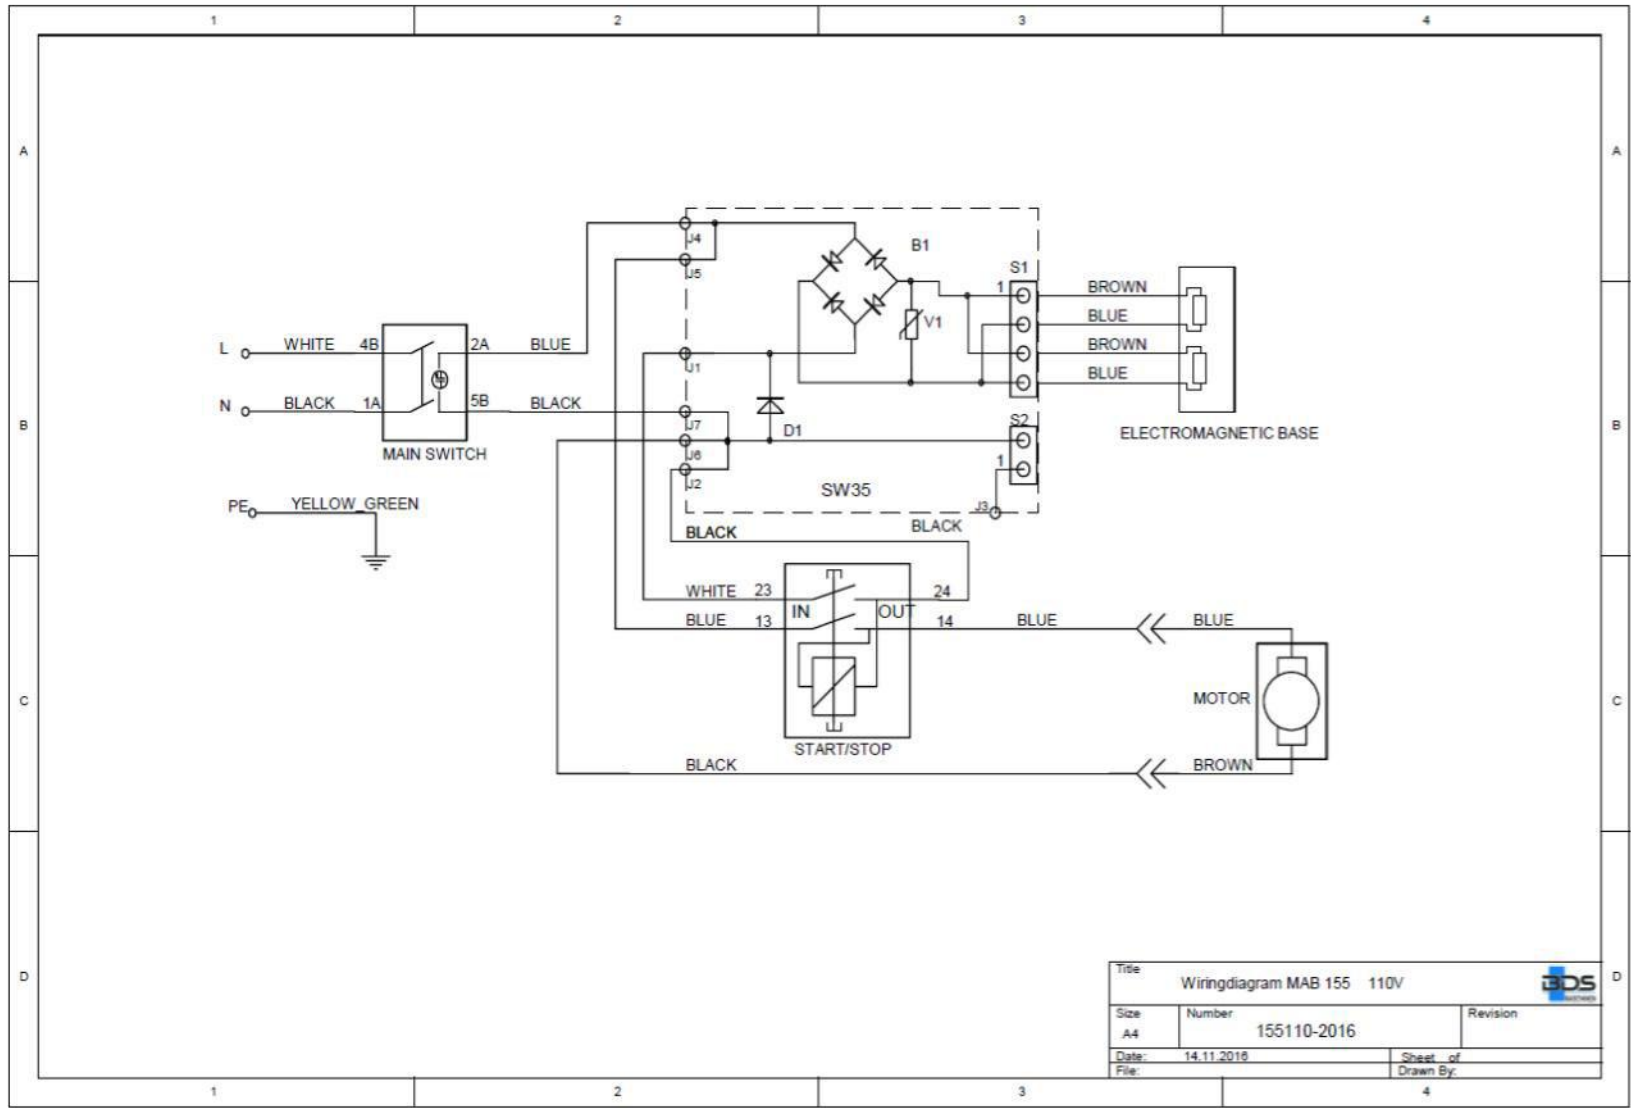 1 2 3 4
A A
B1
J4
S1
J5
1 BROWN
V1 BLUE
L WHITE 4B 2A BLUE BROWN
J1
BLUE
N BLACK 1A 5B BLACK
S2
B J7 D1 ELECTROMAGNETIC BASE B
MAIN SWITCH J6
1
J2 SW35
PE YELLOW_GREEN J3
BLACK BLACK
WHITE 23 24
IN OUT
BLUE 13 14 BLUE BLUE
C MOTOR C
START/STOP
BLACK BROWN
D D
Title
Wiringdiagram MAB 155 110V BDS
Size Number Revision
A4 155110-2016
Date: 14.11.2016 Sheet of
File: Drawn By:
1 2 3 4